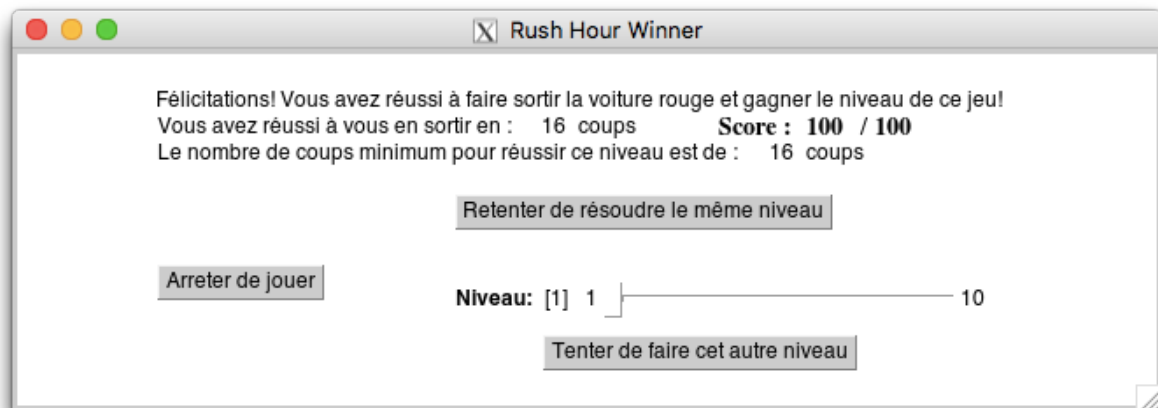 Rush Hour Winner
Félicitations! Vous avez réussi à faire sortir la voiture rouge et gagner le niveau de ce jeu!
Vous avez réussi à vous en sortir en : 16 coups Score : 100 / 100
Le nombre de coups minimum pour réussir ce niveau est de : 16 coups
Retenter de résoudre le même niveau
Arreter de jouer
Niveau: [1] 1 10
Tenter de faire cet autre niveau